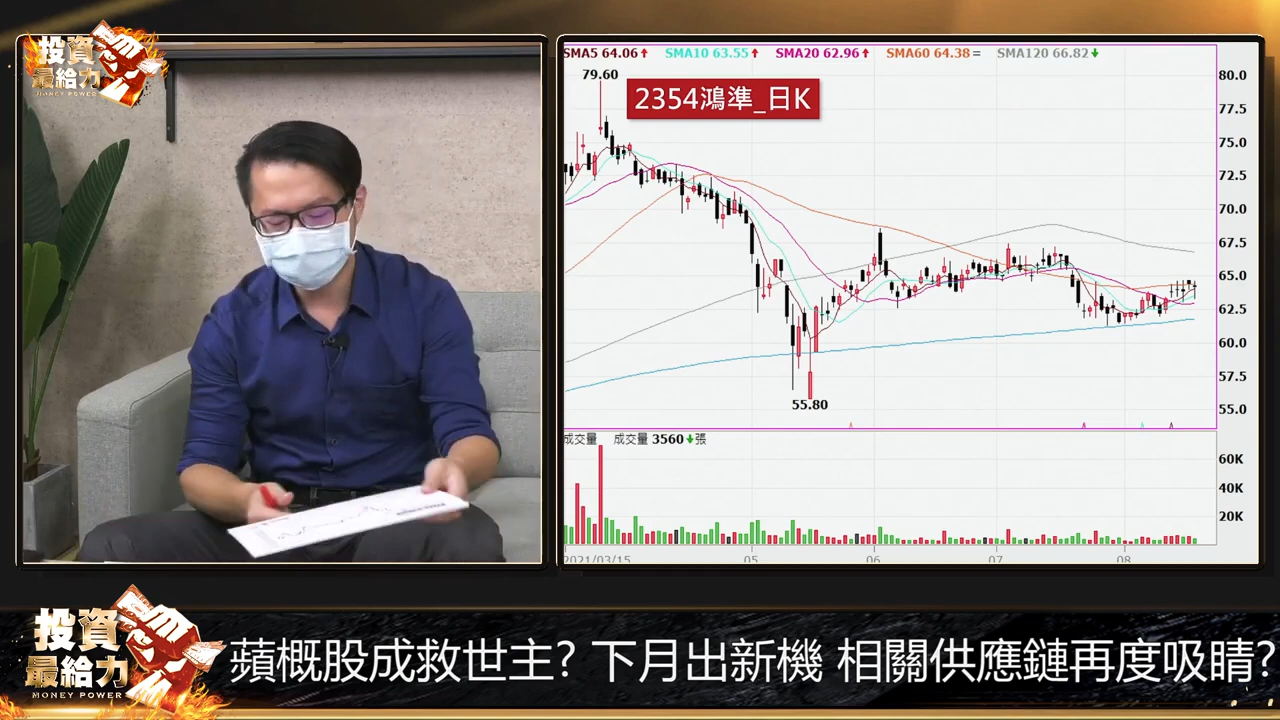 投資
最給力
MONEY POWER
SMA5 64.06 SMA10 63.55 SMA20 62.96 SMA60 64.38 = SMA120 66.82
79.60
2354鴻準_日K
80.0
77.5
75.0
72.5
70.0
67.5
65.0
62.5
60.0
57.5
55.0
55.80
成交量 成交量 3560 張
60K
40K
20K
2021/03/15 05 06 07 08
投資
最給力
MONEY POWER
蘋概股成救世主? 下月出新機 相關供應鏈再度吸睛?